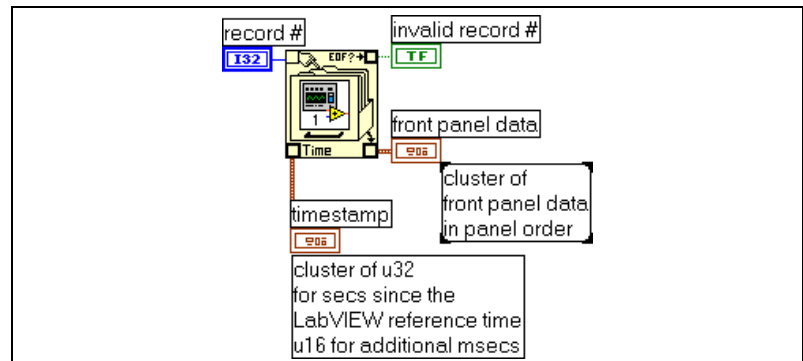 record #
invalid record #
I32
EOF?
TF
1
front panel data
Time
cluster of
front panel data
in panel order
timestamp
cluster of u32
for secs since the
LabVIEW reference time
u16 for additional msecs